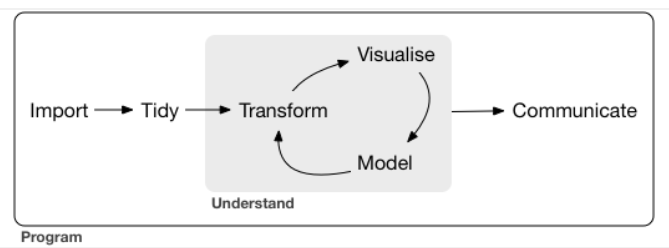 Visualise
Import
Tidy
Transform
Communicate
Model
Understand
Program